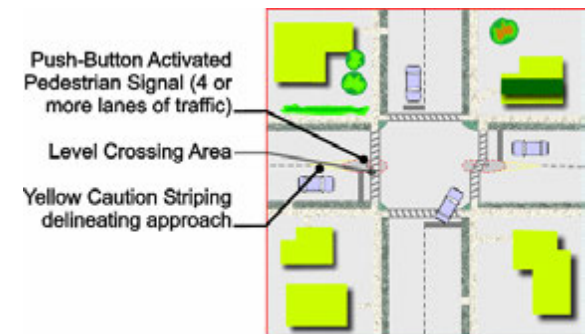 Push-Button Activated
Pedestrian Signal (4 or
more lanes of traffic)
Level Crossing Area
Yellow Caution Striping
delineating approach